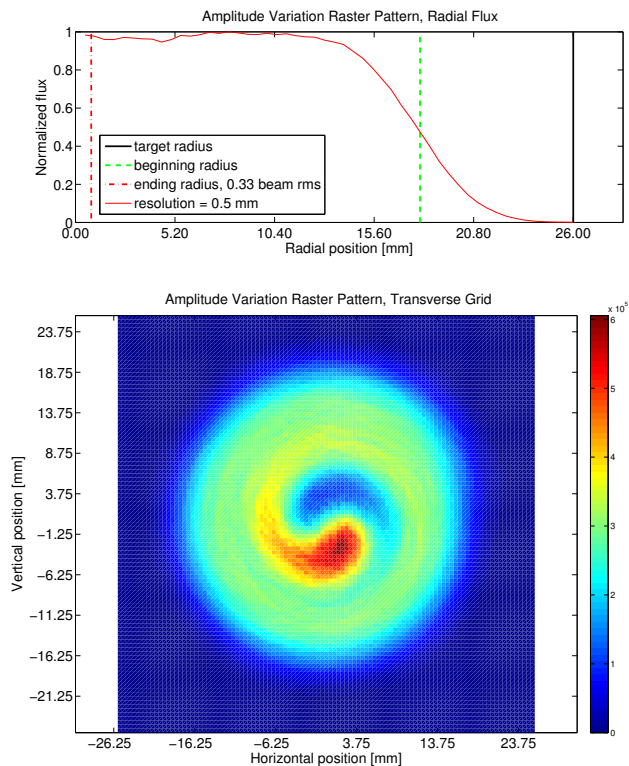 Amplitude Variation Raster Pattern, Radial Flux
Normalized flux
1
0.8
0.6
0.4
0.2
0
target radius
beginning radius
ending radius, 0.33 beam rms
resolution = 0.5 mm
0.00 5.20 10.40 15.60 20.80 26.00
Radial position [mm]
Amplitude Variation Raster Pattern, Transverse Grid
x 10⁵
Vertical position [mm]
23.75
18.75
13.75
8.75
3.75
−1.25
−6.25
−11.25
−16.25
−21.25
6
5
4
3
2
1
0
−26.25 −16.25 −6.25 3.75 13.75 23.75
Horizontal position [mm]